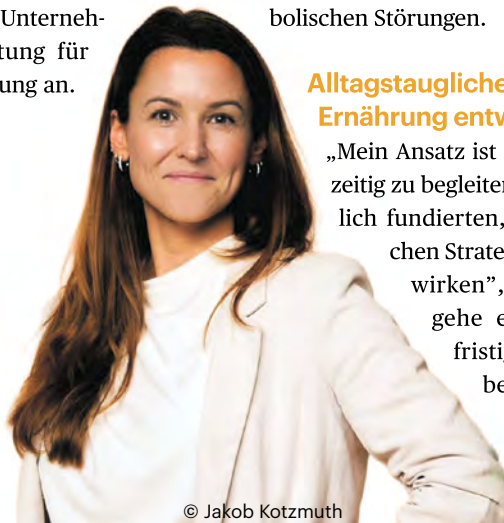 Unterneh-
tung für
ung an.
bolischen Störungen.
Alltagstaugliche
Ernährung entw
„Mein Ansatz ist
zeitig zu begleiten
lich fundierten,
chen Strate
wirken”,
gehe e
fristi
be
© Jakob Kotzmuth